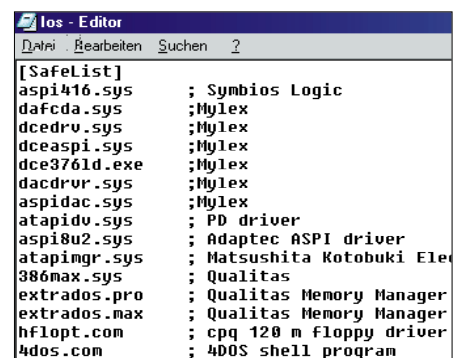 Ios - Editor
Datei Bearbeiten Suchen ?
[SafeList]
aspi416.sys ; Symbios Logic
dafcda.sys ;Mylex
dcedrv.sys ;Mylex
dceaspi.sys ;Mylex
dce376ld.exe ;Mylex
dacdrvr.sys ;Mylex
aspidac.sys ;Mylex
atapidv.sys ; PD driver
aspi8u2.sys ; Adaptec ASPI driver
atapimgr.sys ; Matsushita Kotobuki Ele
386max.sys ; Qualitas
extrados.pro ; Qualitas Memory Manager
extrados.max ; Qualitas Memory Manager
hflopt.com ; cpq 120 m floppy driver
4dos.com ; 4DOS shell program